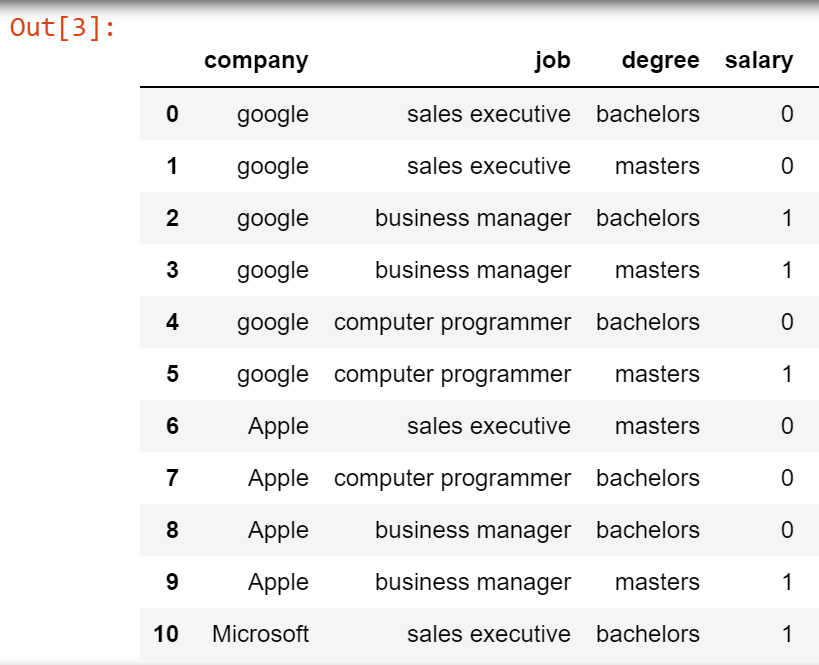 Out[3]:
company job degree salary
0 google sales executive bachelors 0
1 google sales executive masters 0
2 google business manager bachelors 1
3 google business manager masters 1
4 google computer programmer bachelors 0
5 google computer programmer masters 1
6 Apple sales executive masters 0
7 Apple computer programmer bachelors 0
8 Apple business manager bachelors 0
9 Apple business manager masters 1
10 Microsoft sales executive bachelors 1